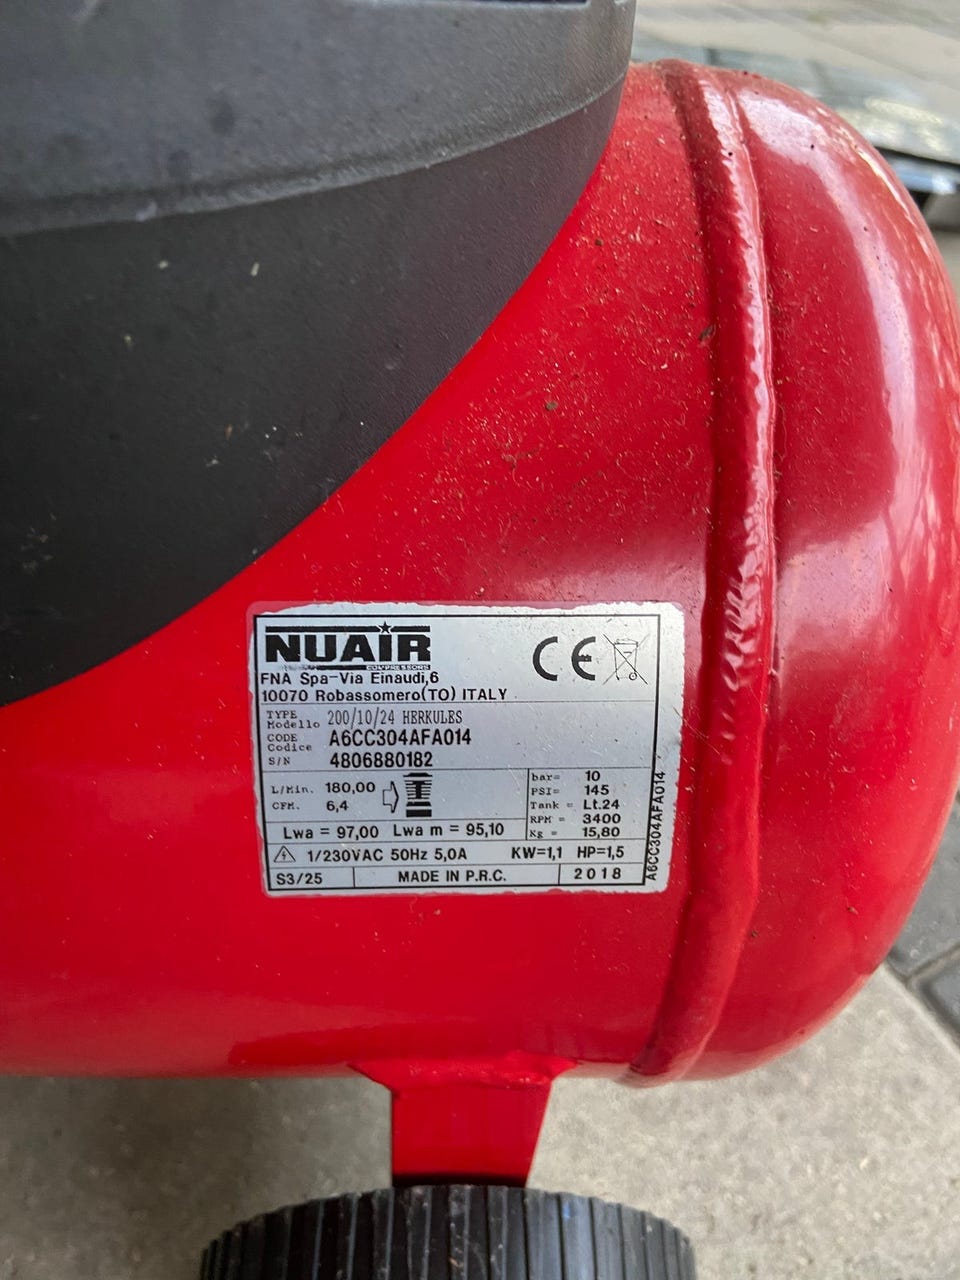 NUAIR
COMPRESSORS
FNA Spa-Via Einaudi,6
10070 Robassomero(TO) ITALY
CE
TYPE
Modello 200/10/24 HERKULES
CODE
Codice A6CC304AFA014
S/N 4806880182
L/Min. 180,00
CFM. 6,4
bar= 10
PSI= 145
Tank = Lt.24
RPM = 3400
Kg = 15,80
Lwa = 97,00 Lwa m = 95,10
1/230VAC 50Hz 5,0A KW=1,1 HP=1,5
S3/25 MADE IN P.R.C. 2018
A6CC304AFA014